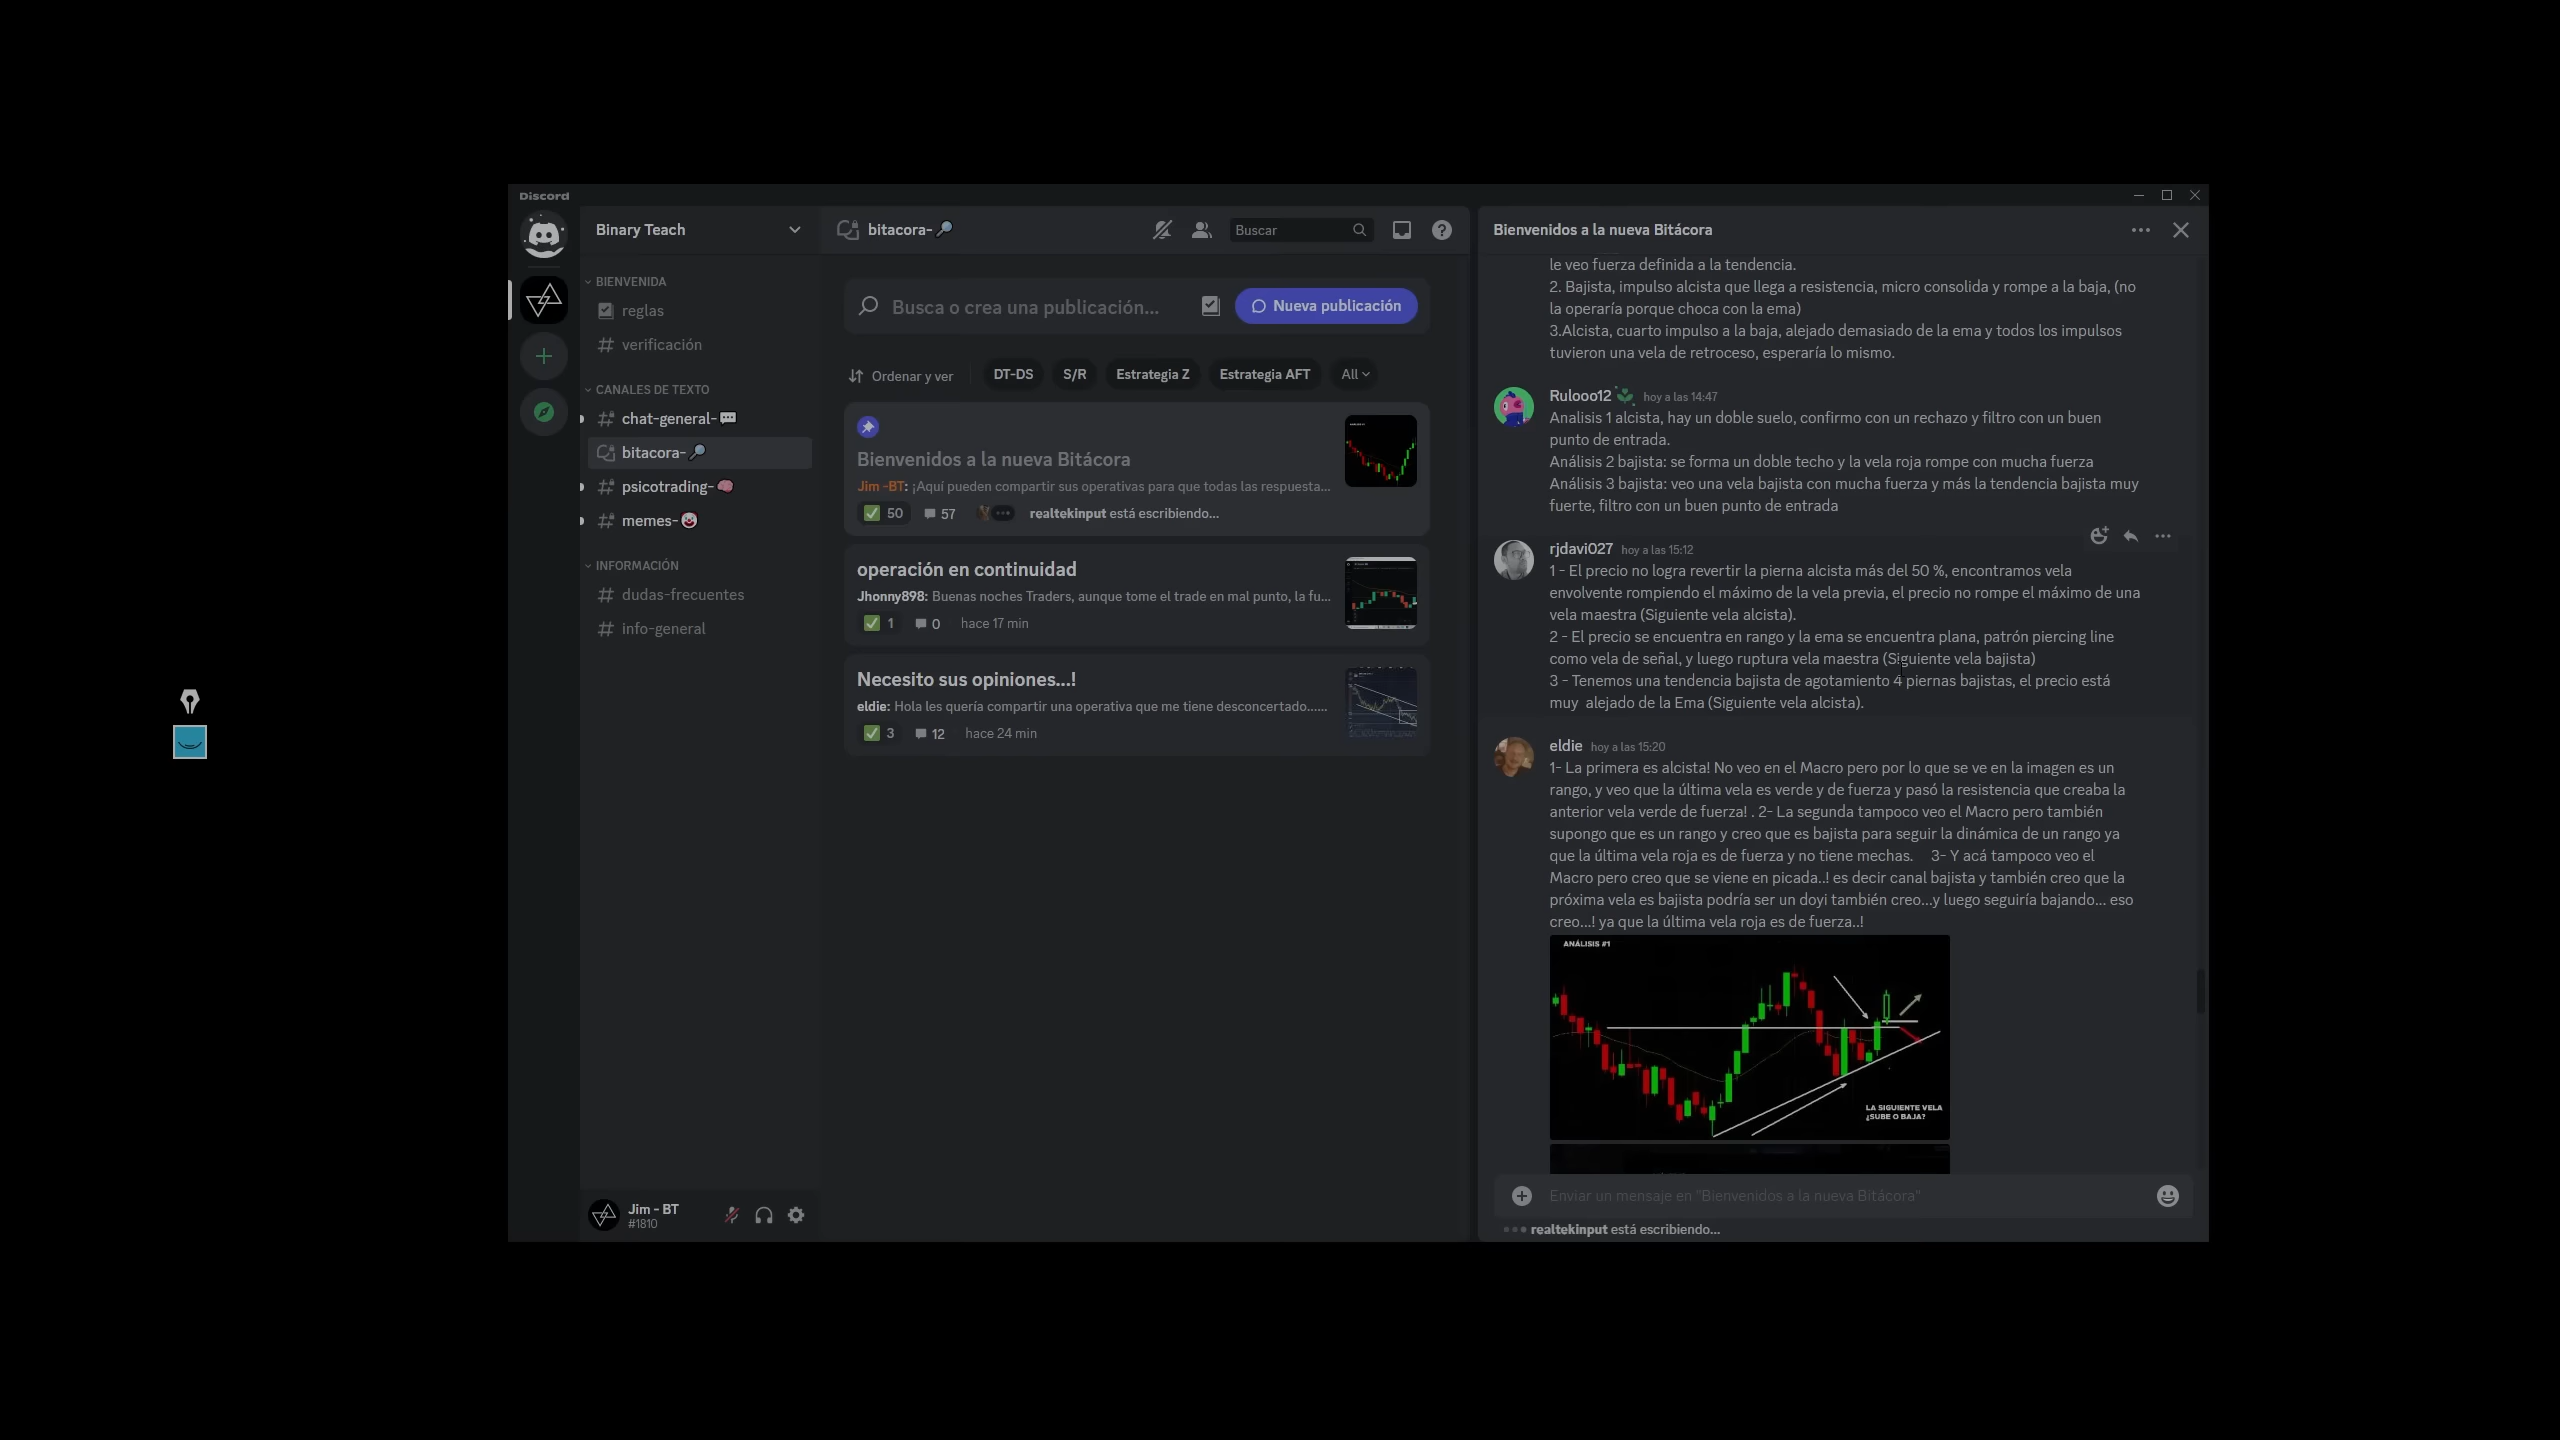 Discord
Binary Teach
BIENVENIDA
reglas
verificación
CANALES DE TEXTO
chat-general-💬
bitacora-🔎
psicotrading-🧠
memes-🤡
INFORMACIÓN
dudas-frecuentes
info-general
Jim - BT
#1810
bitacora-🔎
Buscar
Busca o crea una publicación...
Nueva publicación
Ordenar y ver
DT-DS
S/R
Estrategia Z
Estrategia AFT
All
Bienvenidos a la nueva Bitácora
Jim -BT: ¡Aquí pueden compartir sus operativas para que todas las respuesta...
✅ 50 57 realtekinput está escribiendo...
operación en continuidad
Jhonny898: Buenas noches Traders, aunque tome el trade en mal punto, la fu...
✅ 1 0 hace 17 min
Necesito sus opiniones...!
eldie: Hola les quería compartir una operativa que me tiene desconcertado......
✅ 3 12 hace 24 min
Bienvenidos a la nueva Bitácora
le veo fuerza definida a la tendencia.
2. Bajista, impulso alcista que llega a resistencia, micro consolida y rompe a la baja, (no
la operaría porque choca con la ema)
3.Alcista, cuarto impulso a la baja, alejado demasiado de la ema y todos los impulsos
tuvieron una vela de retroceso, esperaría lo mismo.
Rulooo12 hoy a las 14:47
Analisis 1 alcista, hay un doble suelo, confirmo con un rechazo y filtro con un buen
punto de entrada.
Análisis 2 bajista: se forma un doble techo y la vela roja rompe con mucha fuerza
Análisis 3 bajista: veo una vela bajista con mucha fuerza y más la tendencia bajista muy
fuerte, filtro con un buen punto de entrada
rjdavi027 hoy a las 15:12
1 - El precio no logra revertir la pierna alcista más del 50 %, encontramos vela
envolvente rompiendo el máximo de la vela previa, el precio no rompe el máximo de una
vela maestra (Siguiente vela alcista).
2 - El precio se encuentra en rango y la ema se encuentra plana, patrón piercing line
como vela de señal, y luego ruptura vela maestra (Siguiente vela bajista)
3 - Tenemos una tendencia bajista de agotamiento 4 piernas bajistas, el precio está
muy  alejado de la Ema (Siguiente vela alcista).
eldie hoy a las 15:20
1- La primera es alcista! No veo en el Macro pero por lo que se ve en la imagen es un
rango, y veo que la última vela es verde y de fuerza y pasó la resistencia que creaba la
anterior vela verde de fuerza! . 2- La segunda tampoco veo el Macro pero también
supongo que es un rango y creo que es bajista para seguir la dinámica de un rango ya
que la última vela roja es de fuerza y no tiene mechas.    3- Y acá tampoco veo el
Macro pero creo que se viene en picada..! es decir canal bajista y también creo que la
próxima vela es bajista podría ser un doyi también creo...y luego seguiría bajando... eso
creo...! ya que la última vela roja es de fuerza..!
ANÁLISIS #1
LA SIGUIENTE VELA
¿SUBE O BAJA?
Enviar un mensaje en "Bienvenidos a la nueva Bitácora"
realtekinput está escribiendo...